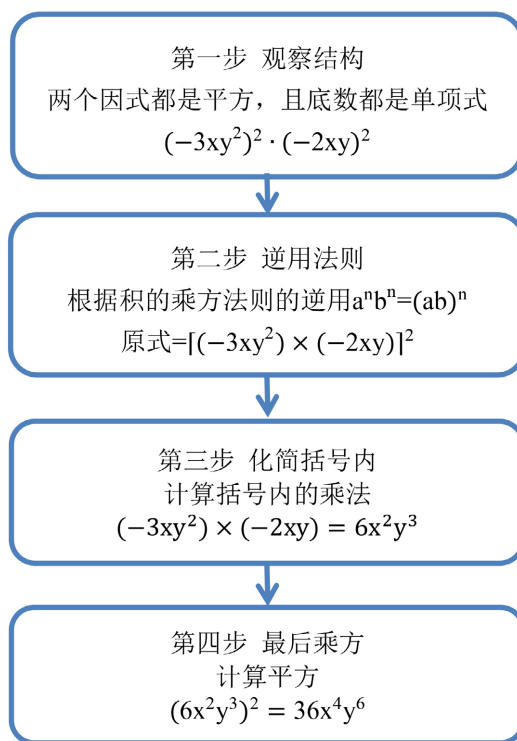 第一步 观察结构
两个因式都是平方，且底数都是单项式
(−3xy²)² · (−2xy)²
第二步 逆用法则
根据积的乘方法则的逆用aⁿbⁿ=(ab)ⁿ
原式=[(−3xy²) × (−2xy)]²
第三步 化简括号内
计算括号内的乘法
(−3xy²) × (−2xy) = 6x²y³
第四步 最后乘方
计算平方
(6x²y³)² = 36x⁴y⁶